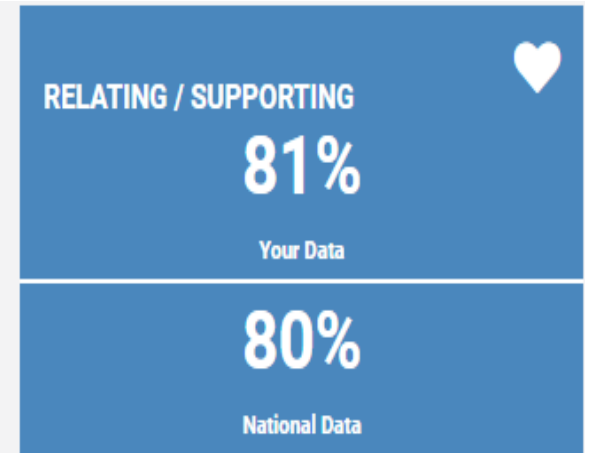 RELATING / SUPPORTING
81%
Your Data
80%
National Data